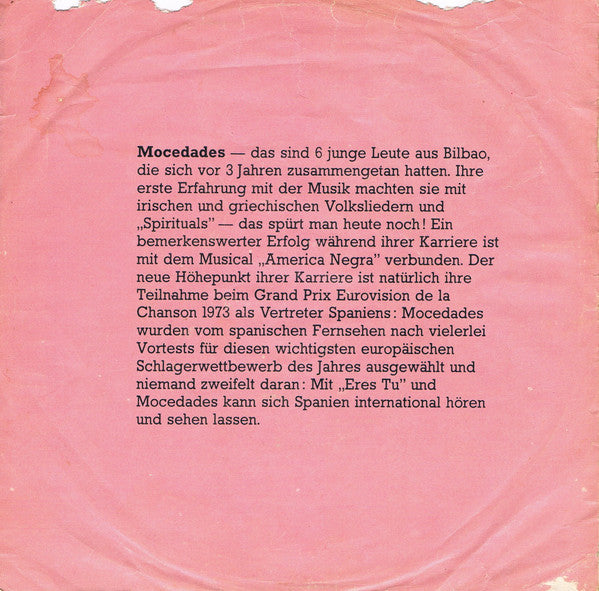 Mocedades — das sind 6 junge Leute aus Bilbao,
die sich vor 3 Jahren zusammengetan hatten. Ihre
erste Erfahrung mit der Musik machten sie mit
irischen und griechischen Volksliedern und
„Spirituals” — das spürt man heute noch! Ein
bemerkenswerter Erfolg während ihrer Karriere ist
mit dem Musical „America Negra” verbunden. Der
neue Höhepunkt ihrer Karriere ist natürlich ihre
Teilnahme beim Grand Prix Eurovision de la
Chanson 1973 als Vertreter Spaniens: Mocedades
wurden vom spanischen Fernsehen nach vielerlei
Vortests für diesen wichtigsten europäischen
Schlagerwettbewerb des Jahres ausgewählt und
niemand zweifelt daran: Mit „Eres Tu” und
Mocedades kann sich Spanien international hören
und sehen lassen.